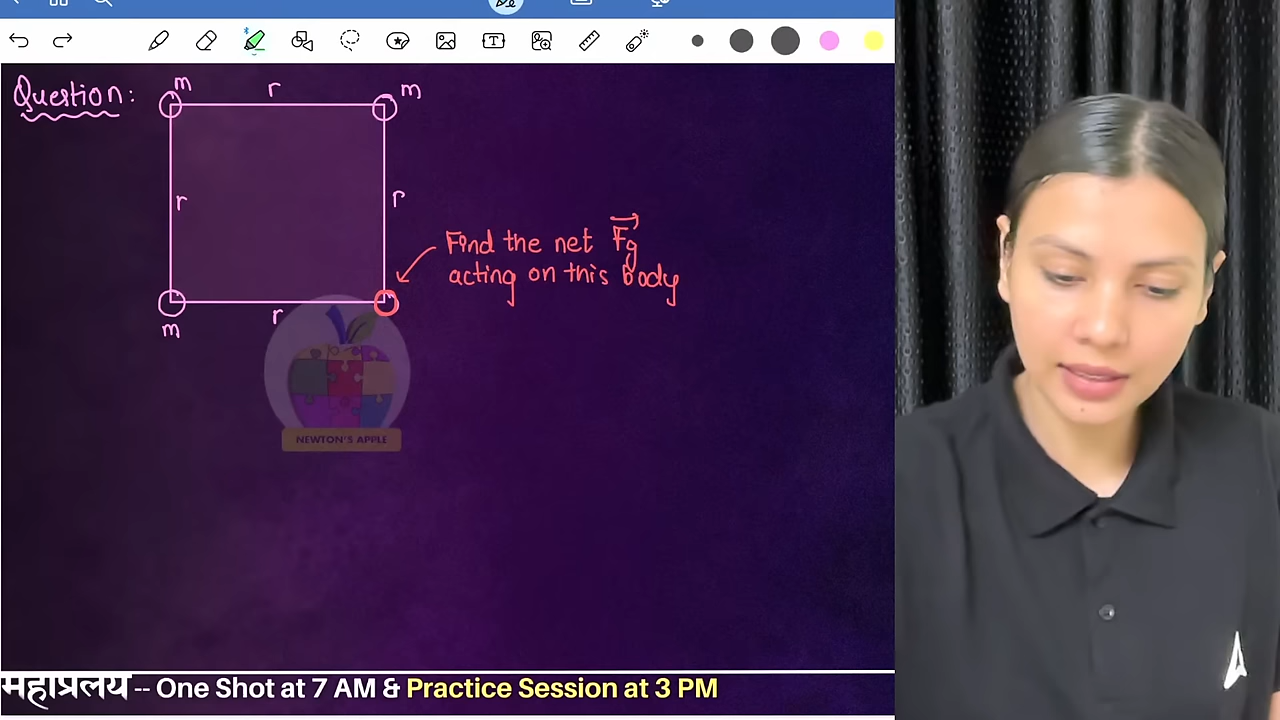 Question:
m
r
m
r
r
Find the net Fg
acting on this body
m
r
NEWTON'S APPLE
महाप्रलय -- One Shot at 7 AM & Practice Session at 3 PM